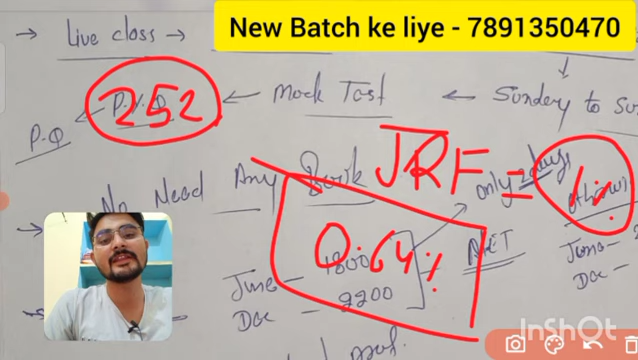 New Batch ke liye - 7891350470
→ Live class →
252 ← Mock Test ← Sunday to Su
P.Q
No Need Any Book JRF =
only 2 days
0.64%
NET
June - 1800
Dec - 2200
June -
Dec -
InShOt